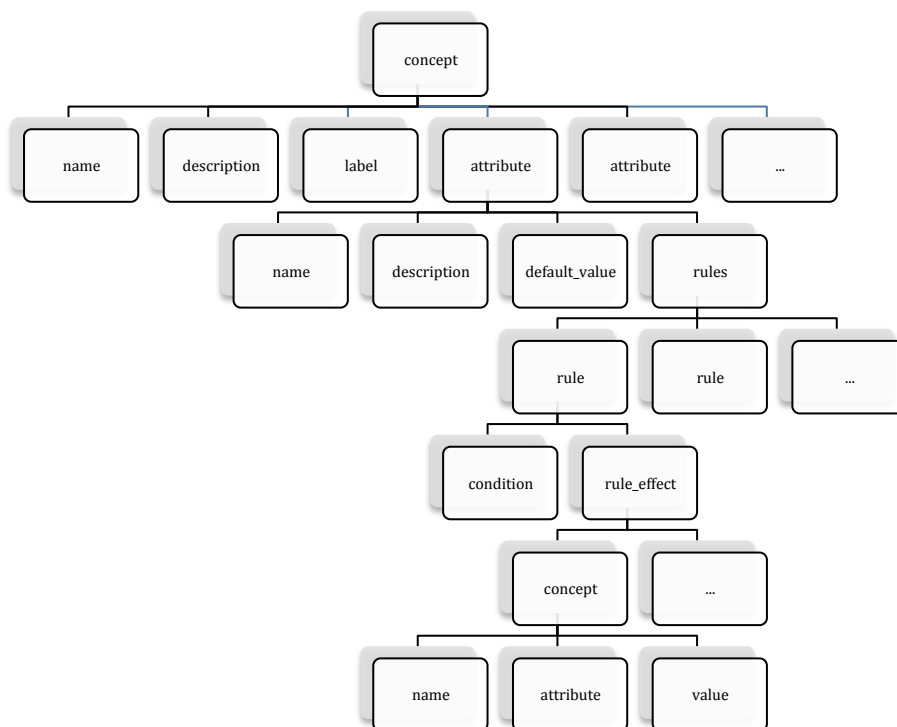 concept
name
description
label
attribute
attribute
...
name
description
default_value
rules
rule
rule
...
condition
rule_effect
concept
...
name
attribute
value